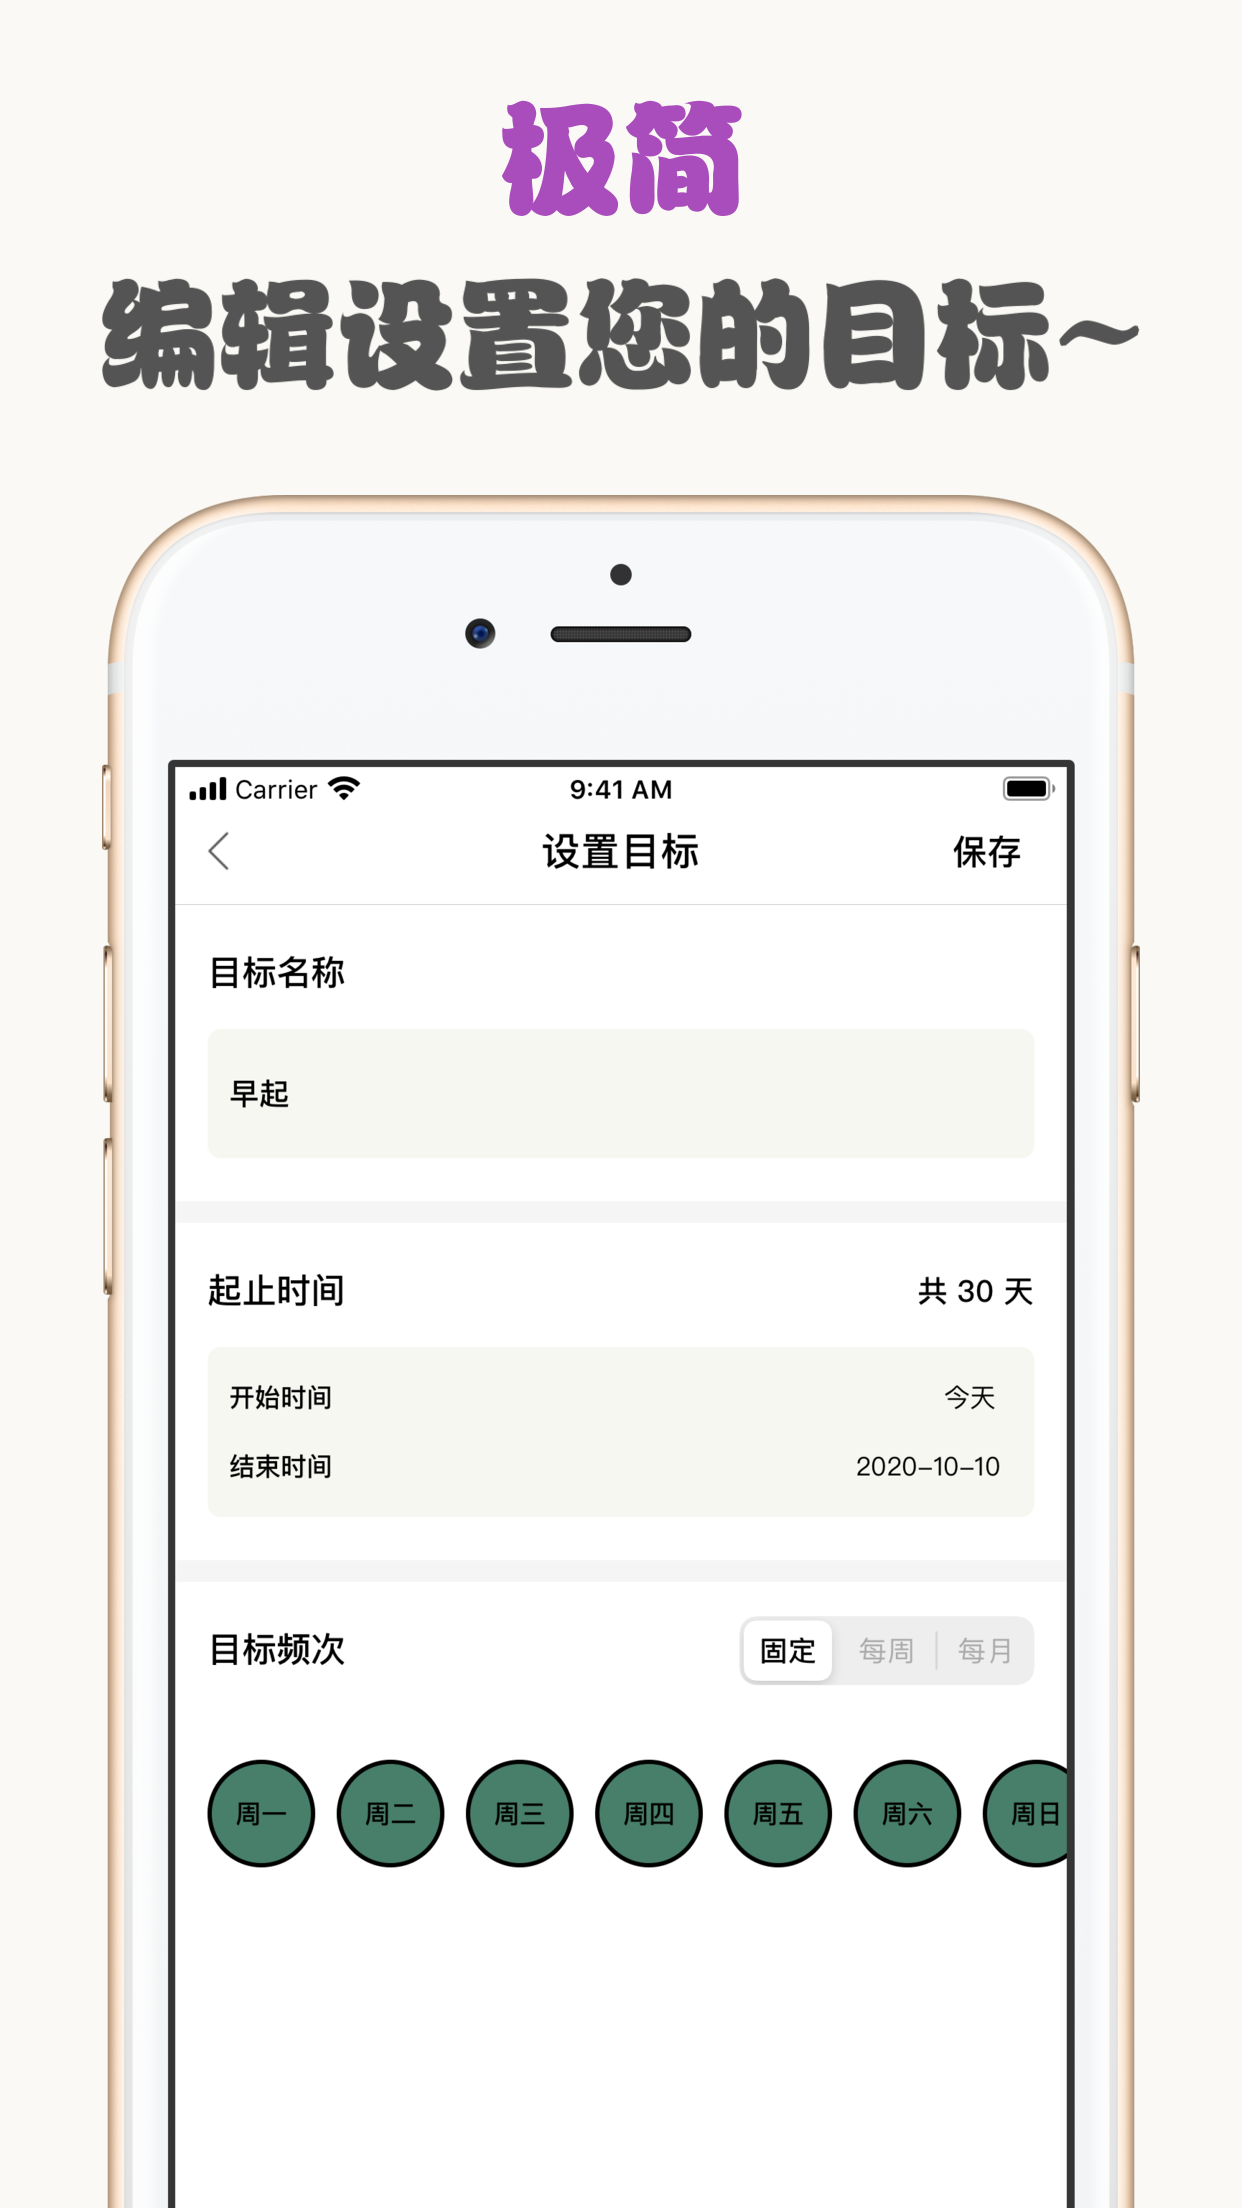 极简
编辑设置您的目标~
Carrier 9:41 AM
设置目标 保存
目标名称
早起
起止时间 共 30 天
开始时间 今天
结束时间 2020-10-10
目标频次 固定 每周 每月
周一 周二 周三 周四 周五 周六 周日